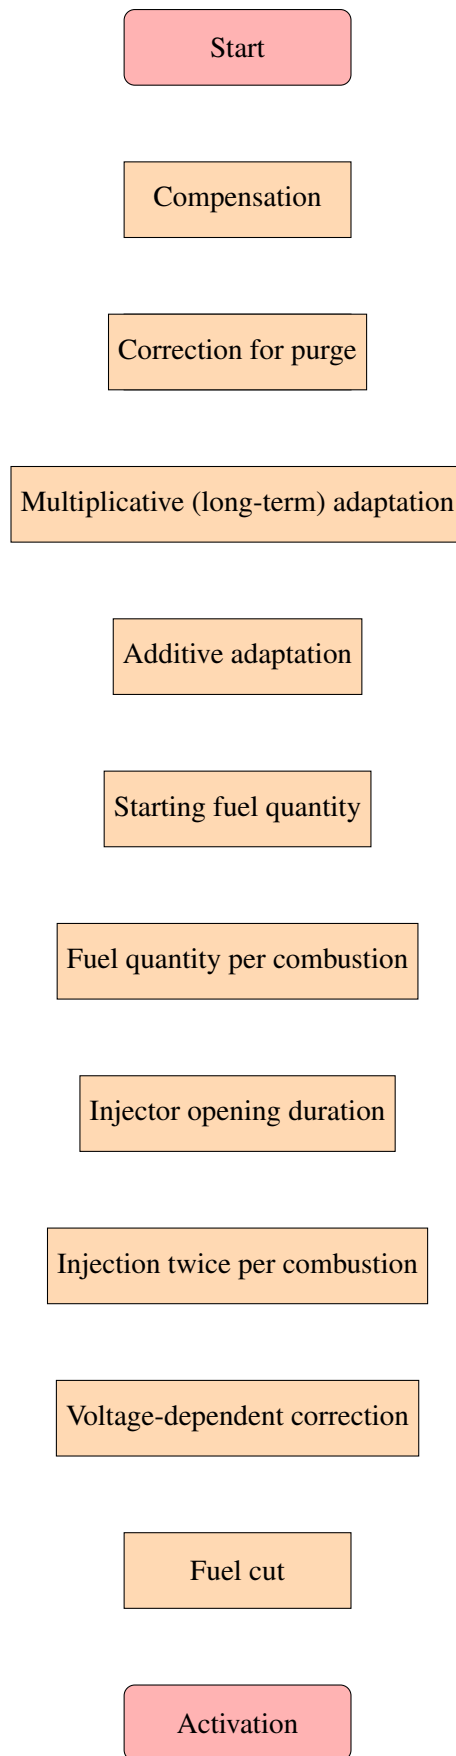 Start
Compensation
Correction for purge
Multiplicative (long-term) adaptation
Additive adaptation
Starting fuel quantity
Fuel quantity per combustion
Injector opening duration
Injection twice per combustion
Voltage-dependent correction
Fuel cut
Activation